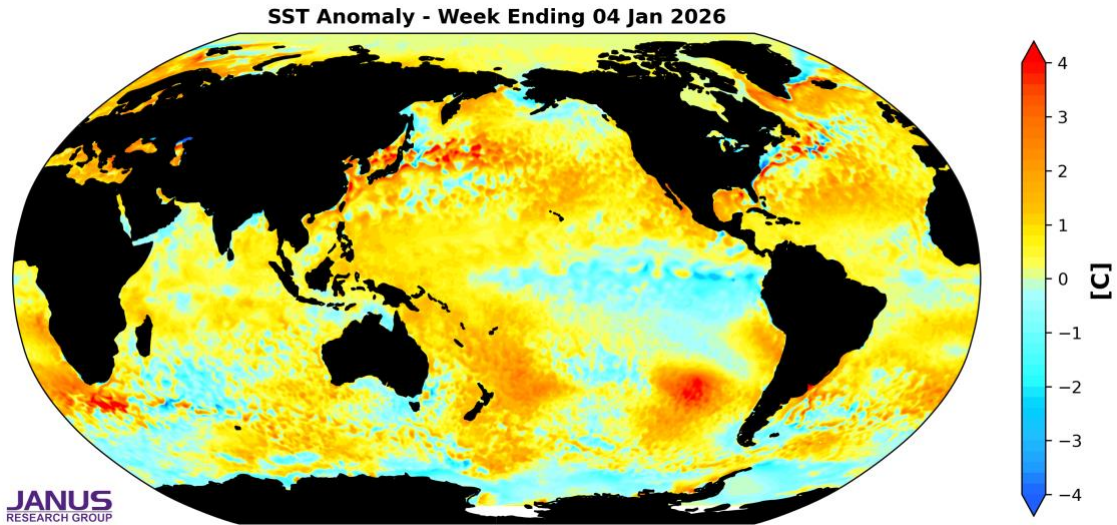 SST Anomaly - Week Ending 04 Jan 2026
4
3
2
1
0
−1
−2
−3
−4
[C]
JANUS
RESEARCH GROUP